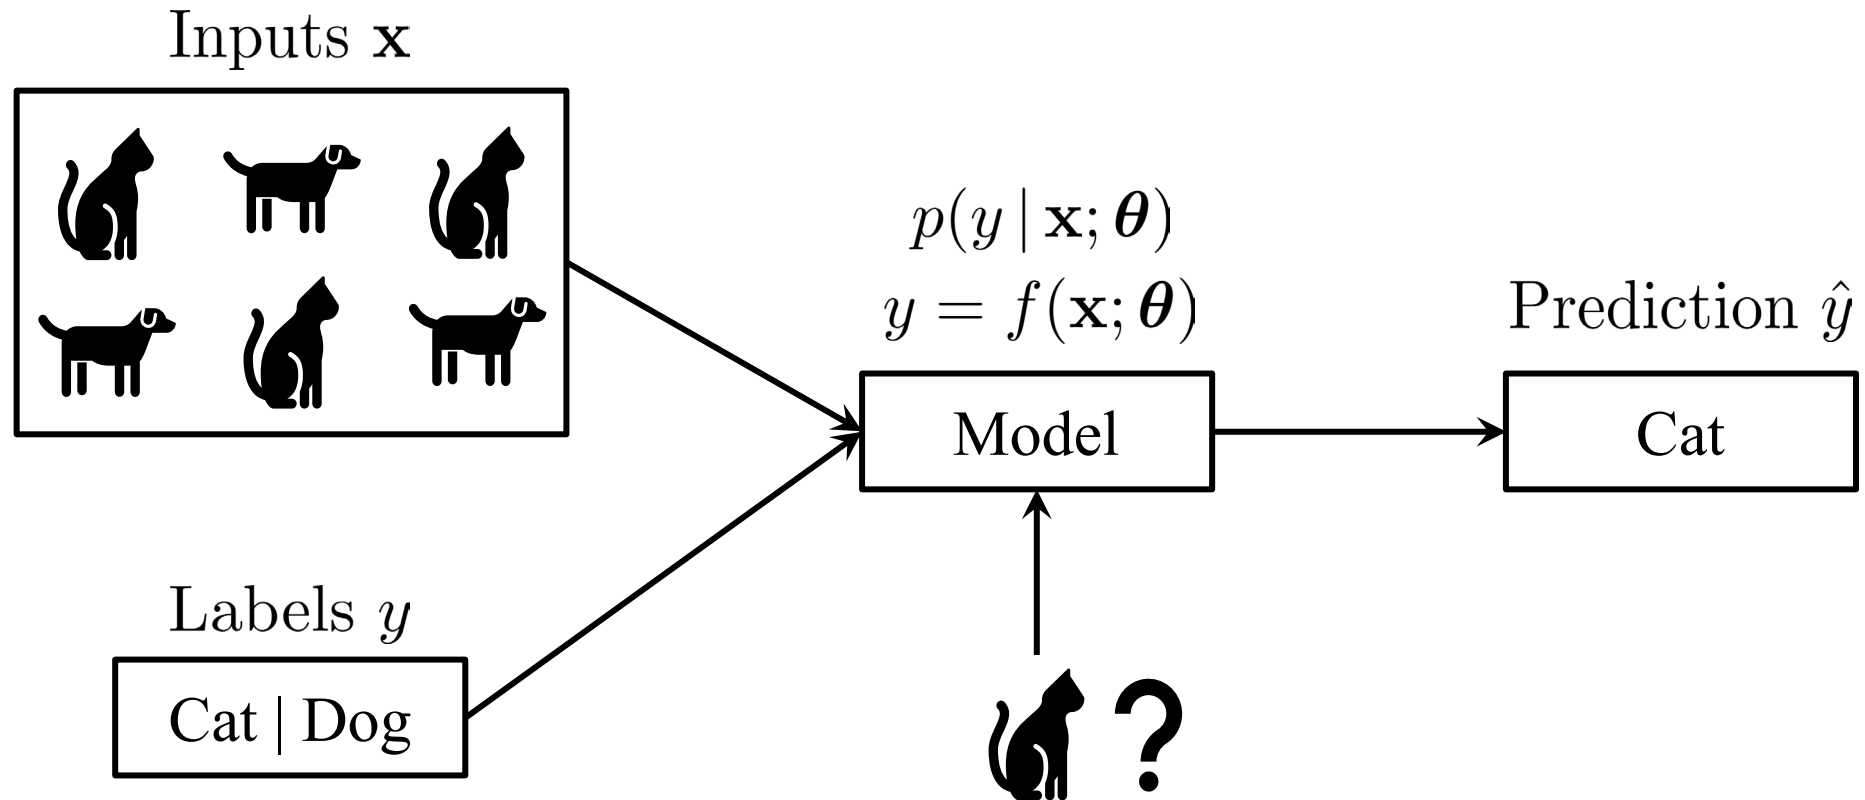 Inputs x
p(y | x; θ)
y = f(x; θ)
Prediction ŷ
Model
Cat
Labels y
Cat | Dog
?